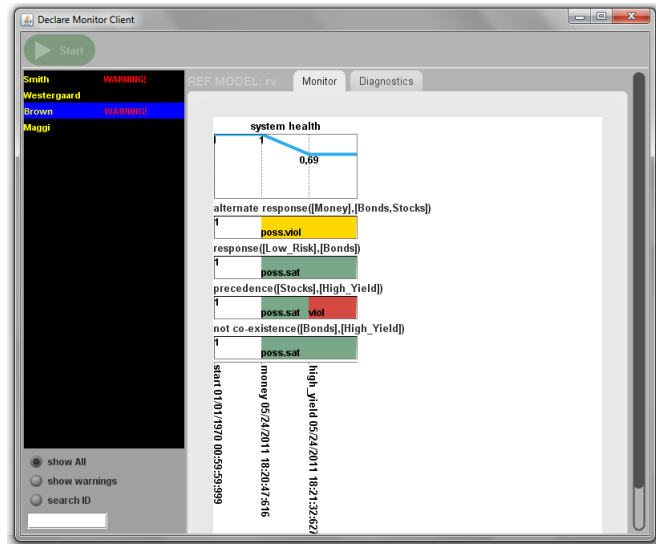 Declare Monitor Client
Start
Smith WARNING!
Westergaard
Brown WARNING!
Maggi
REF MODEL: rv
Monitor
Diagnostics
system health
1
0,69
alternate response([Money],[Bonds,Stocks])
1
poss.viol
response([Low_Risk],[Bonds])
1
poss.sat
precedence([Stocks],[High_Yield])
1
poss.sat viol
not co-existence([Bonds],[High_Yield])
1
poss.sat
start 01/01/1970 00:59:59:999
money 05/24/2011 18:20:47:616
high_yield 05/24/2011 18:21:32:627
show All
show warnings
search ID